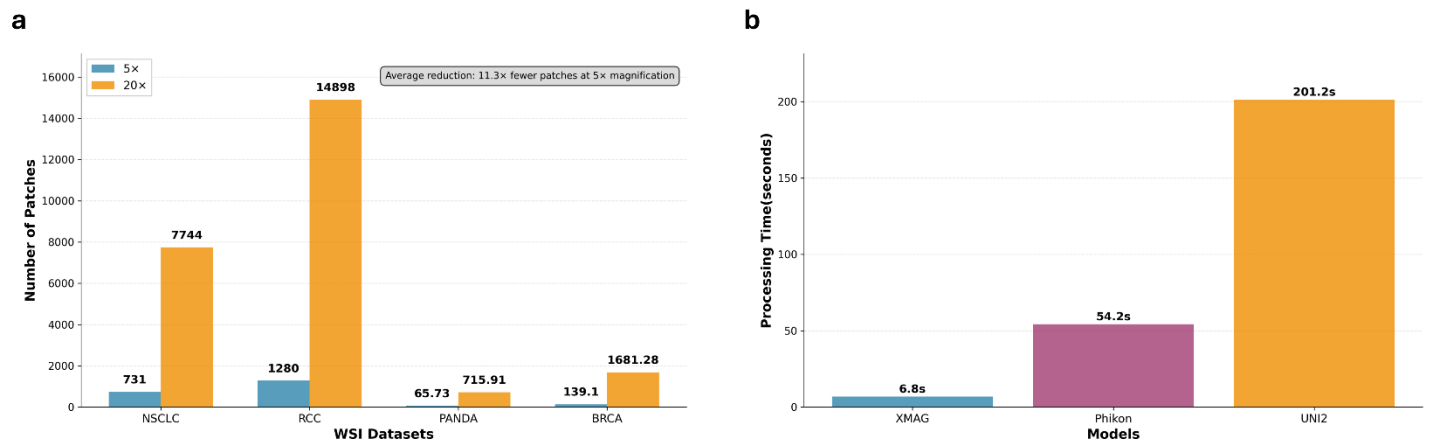 a
5×
20×
Average reduction: 11.3× fewer patches at 5× magnification
Number of Patches
16000
14000
12000
10000
8000
6000
4000
2000
0
731
7744
1280
14898
65.73
715.91
139.1
1681.28
NSCLC
RCC
PANDA
BRCA
WSI Datasets
b
Processing Time(seconds)
200
150
100
50
0
6.8s
54.2s
201.2s
XMAG
Phikon
UNI2
Models